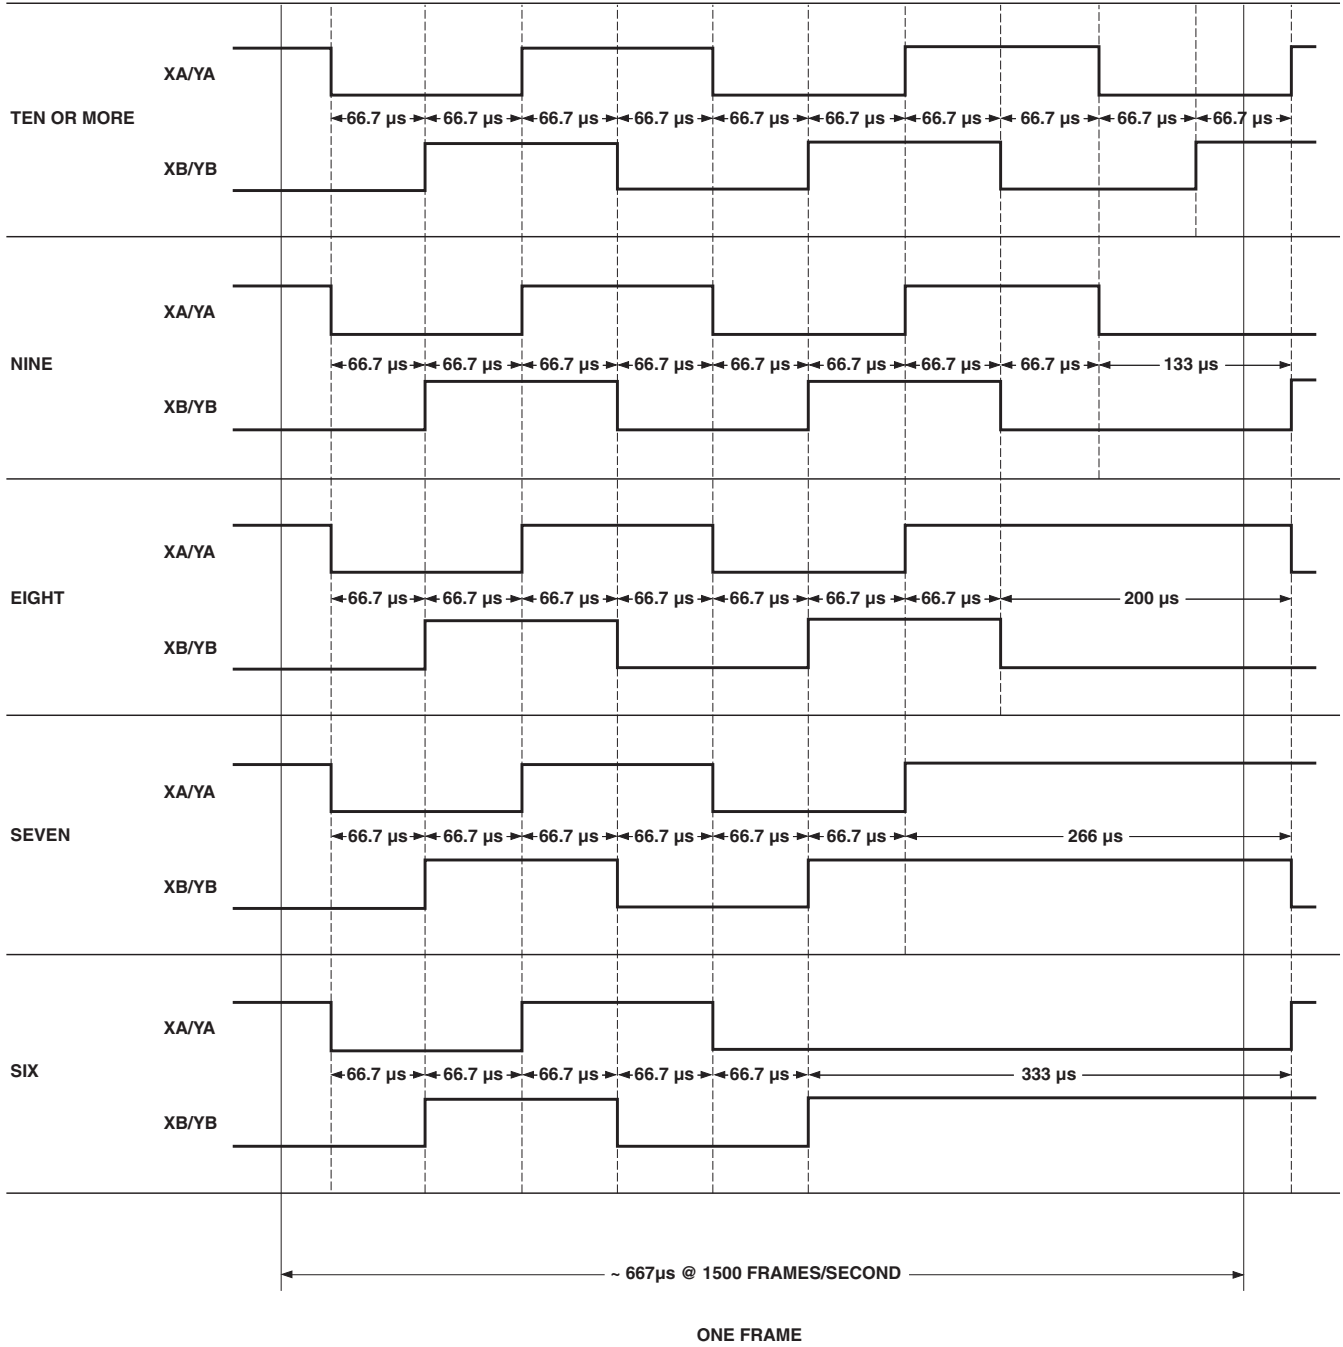 XA/YA
TEN OR MORE
66.7 µs 66.7 µs 66.7 µs 66.7 µs 66.7 µs 66.7 µs 66.7 µs 66.7 µs 66.7 µs 66.7 µs
XB/YB
XA/YA
NINE
66.7 µs 66.7 µs 66.7 µs 66.7 µs 66.7 µs 66.7 µs 66.7 µs 66.7 µs 133 µs
XB/YB
XA/YA
EIGHT
66.7 µs 66.7 µs 66.7 µs 66.7 µs 66.7 µs 66.7 µs 66.7 µs 200 µs
XB/YB
XA/YA
SEVEN
66.7 µs 66.7 µs 66.7 µs 66.7 µs 66.7 µs 66.7 µs 266 µs
XB/YB
XA/YA
SIX
66.7 µs 66.7 µs 66.7 µs 66.7 µs 66.7 µs 333 µs
XB/YB
~ 667µs @ 1500 FRAMES/SECOND
ONE FRAME